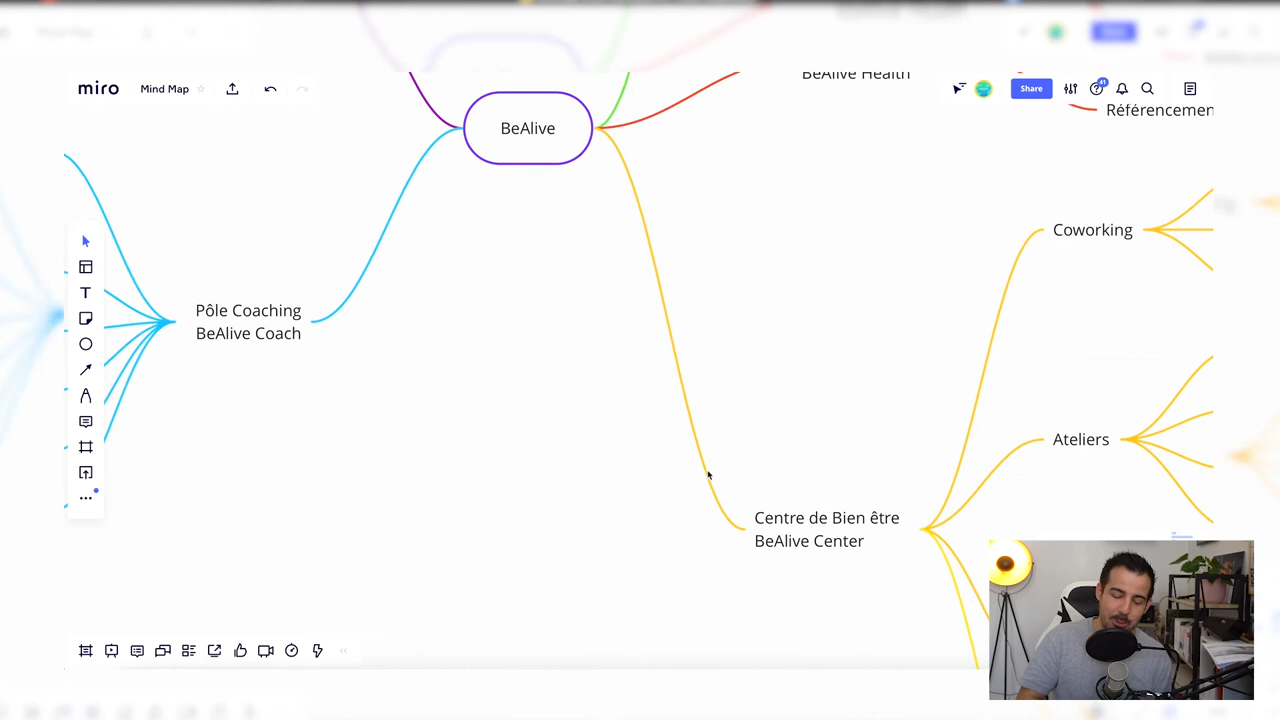 miro
Mind Map
BeAlive Health
Share
41
Référencemen
BeAlive
Coworking
Pôle Coaching
BeAlive Coach
Ateliers
Centre de Bien être
BeAlive Center